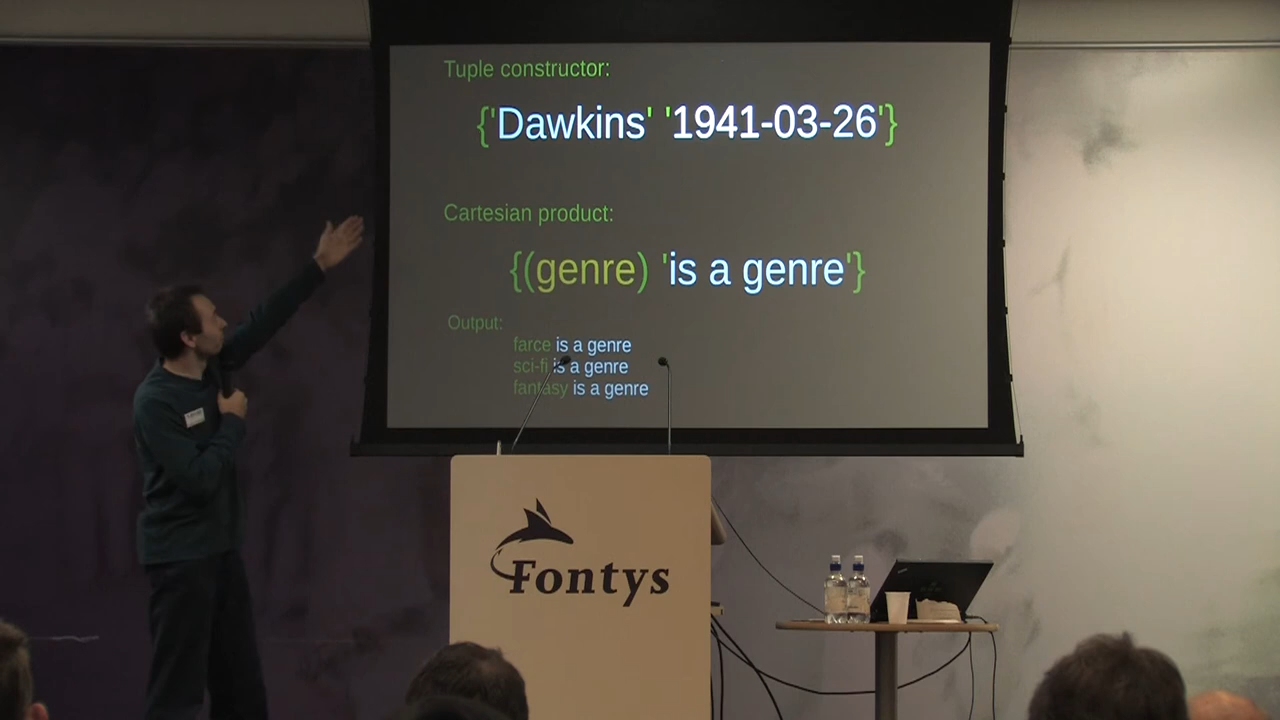 Tuple constructor:
{'Dawkins' '1941-03-26'}
Cartesian product:
{(genre) 'is a genre'}
Output:
farce is a genre
sci-fi is a genre
fantasy is a genre
Fontys